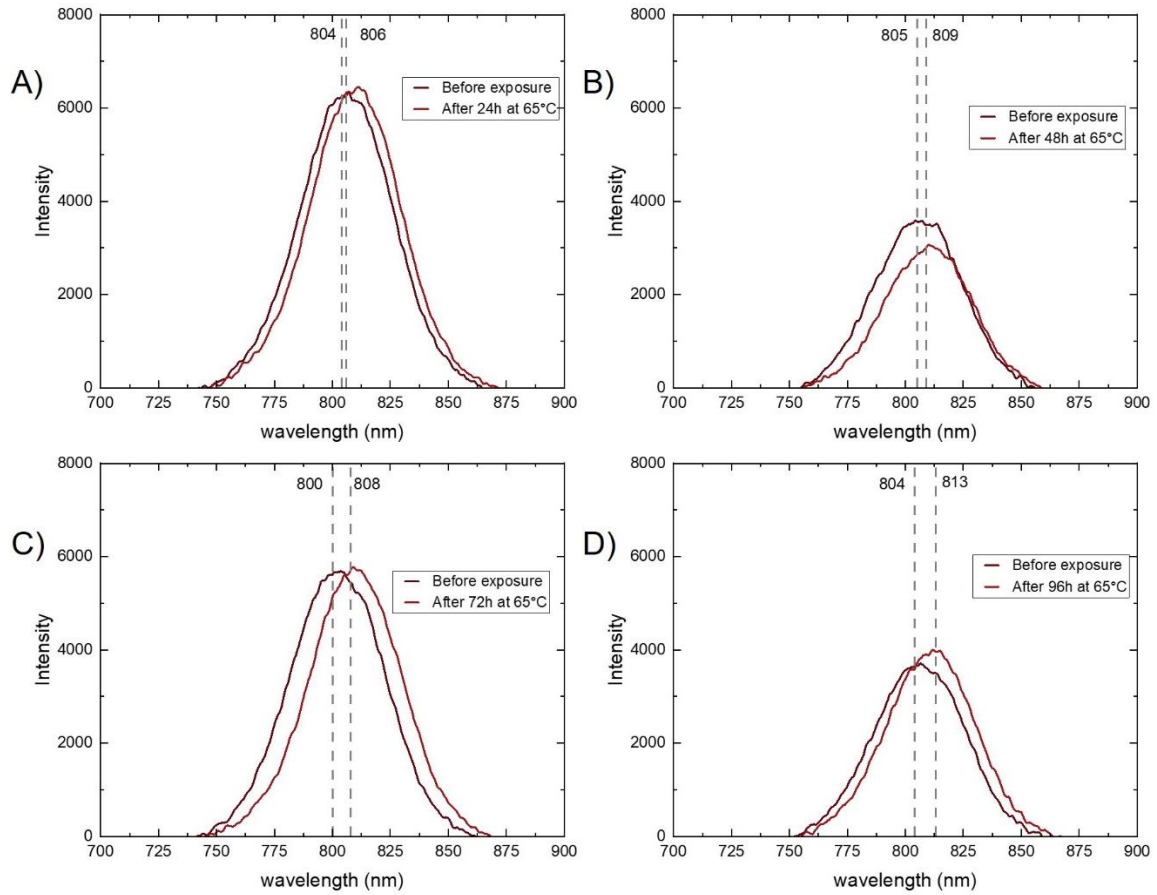 A)
8000
6000
4000
2000
0
Intensity
804 806
Before exposure
After 24h at 65°C
700 725 750 775 800 825 850 875 900
wavelength (nm)
B)
8000
6000
4000
2000
0
Intensity
805 809
Before exposure
After 48h at 65°C
700 725 750 775 800 825 850 875 900
wavelength (nm)
C)
8000
6000
4000
2000
0
Intensity
800 808
Before exposure
After 72h at 65°C
700 725 750 775 800 825 850 875 900
wavelength (nm)
D)
8000
6000
4000
2000
0
Intensity
804 813
Before exposure
After 96h at 65°C
700 725 750 775 800 825 850 875 900
wavelength (nm)